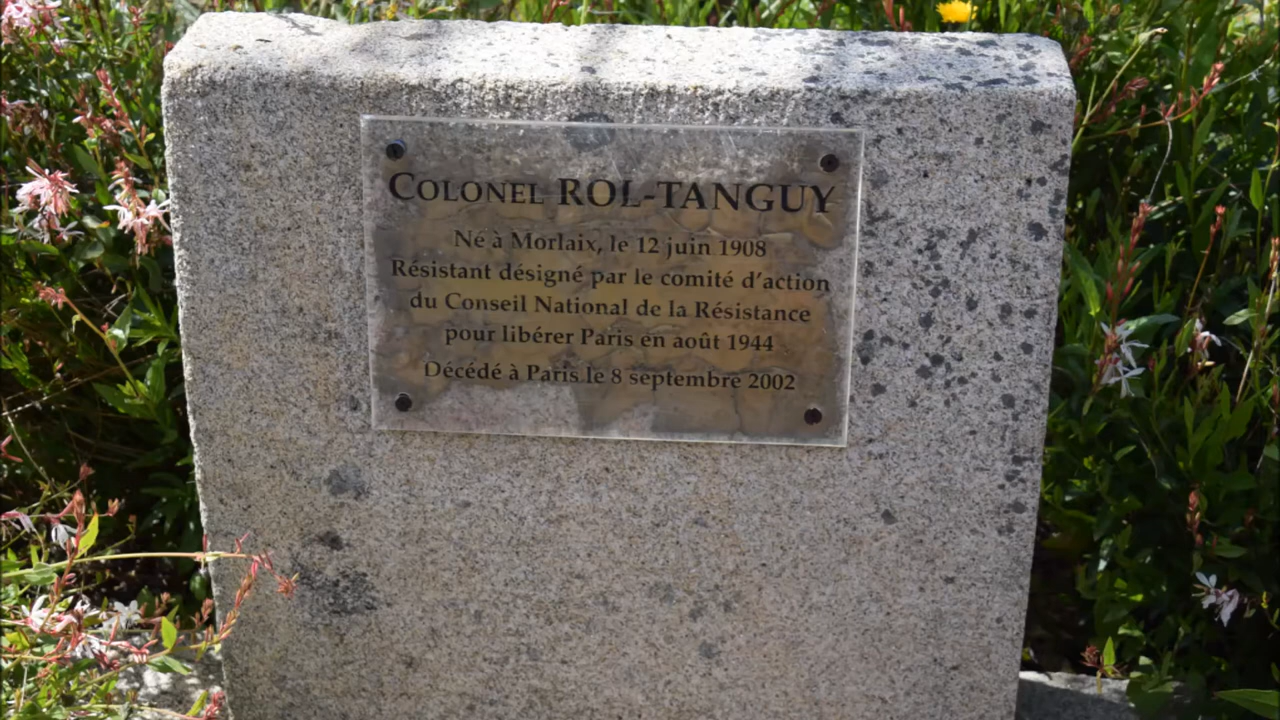 COLONEL ROL-TANGUY
Né à Morlaix, le 12 juin 1908
Résistant désigné par le comité d'action
du Conseil National de la Résistance
pour libérer Paris en août 1944
Décédé à Paris le 8 septembre 2002